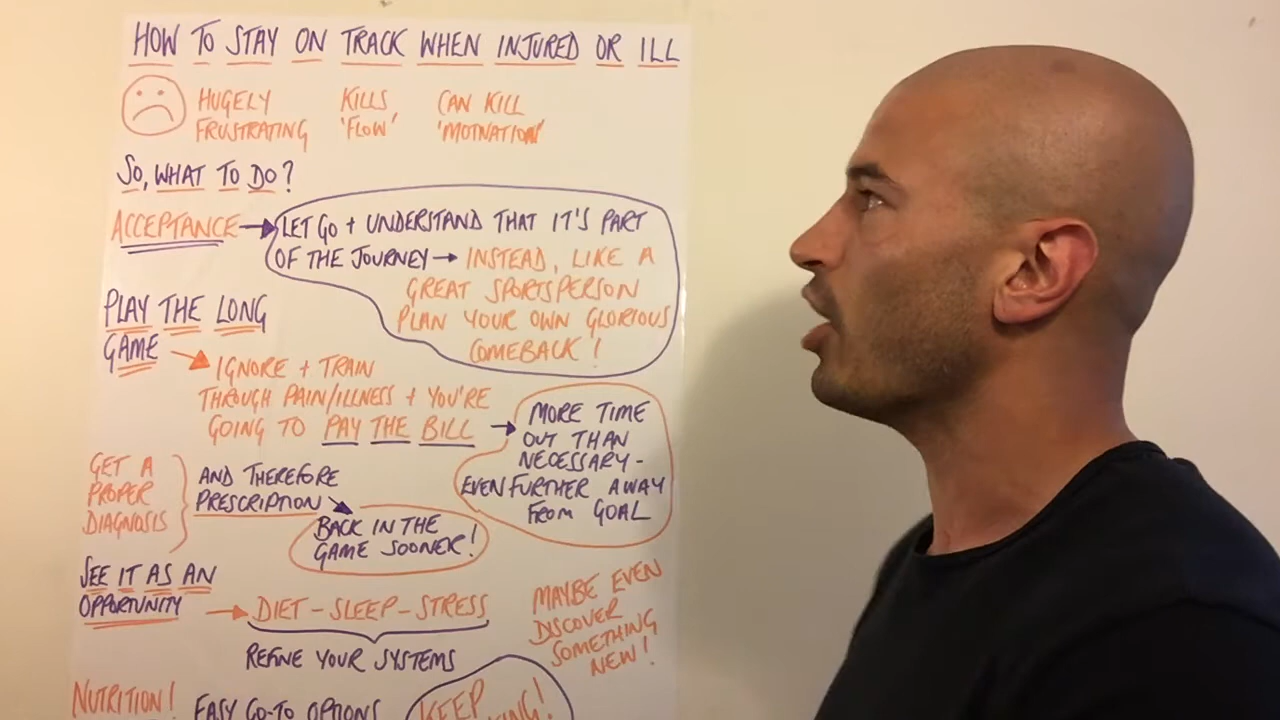 HOW TO STAY ON TRACK WHEN INJURED OR ILL
HUGELY FRUSTRATING
KILLS 'FLOW'
CAN KILL 'MOTIVATION'
SO, WHAT TO DO?
ACCEPTANCE → LET GO + UNDERSTAND THAT IT'S PART
OF THE JOURNEY → INSTEAD, LIKE A
GREAT SPORTSPERSON
PLAN YOUR OWN GLORIOUS
COMEBACK!
PLAY THE LONG
GAME →
IGNORE + TRAIN
THROUGH PAIN/ILLNESS + YOU'RE
GOING TO PAY THE BILL →
MORE TIME
OUT THAN
NECESSARY -
EVEN FURTHER AWAY
FROM GOAL
GET A
PROPER
DIAGNOSIS
AND THEREFORE
PRESCRIPTION
BACK IN THE
GAME SOONER!
SEE IT AS AN
OPPORTUNITY → DIET - SLEEP - STRESS
REFINE YOUR SYSTEMS
MAYBE EVEN
DISCOVER
SOMETHING
NEW!
NUTRITION! EASY GO-TO OPTIONS
KEEP